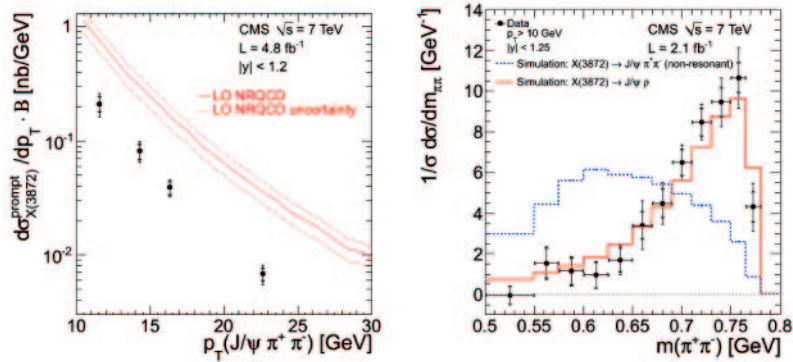 CMS √s = 7 TeV
L = 4.8 fb⁻¹
|y| < 1.2
LO NRQCD
LO NRQCD uncertainty
dσ^prompt_X(3872)/dp_T · B [nb/GeV]
1
10⁻¹
10⁻²
10 15 20 25 30
p_T(J/ψ π⁺ π⁻) [GeV]
Data
p_T > 10 GeV
|y| < 1.25
CMS √s = 7 TeV
L = 2.1 fb⁻¹
Simulation: X(3872) → J/ψ π⁺π⁻ (non-resonant)
Simulation: X(3872) → J/ψ ρ
1/σ dσ/dm_ππ [GeV⁻¹]
14
12
10
8
6
4
2
0
0.5 0.55 0.6 0.65 0.7 0.75 0.8
m(π⁺π⁻) [GeV]